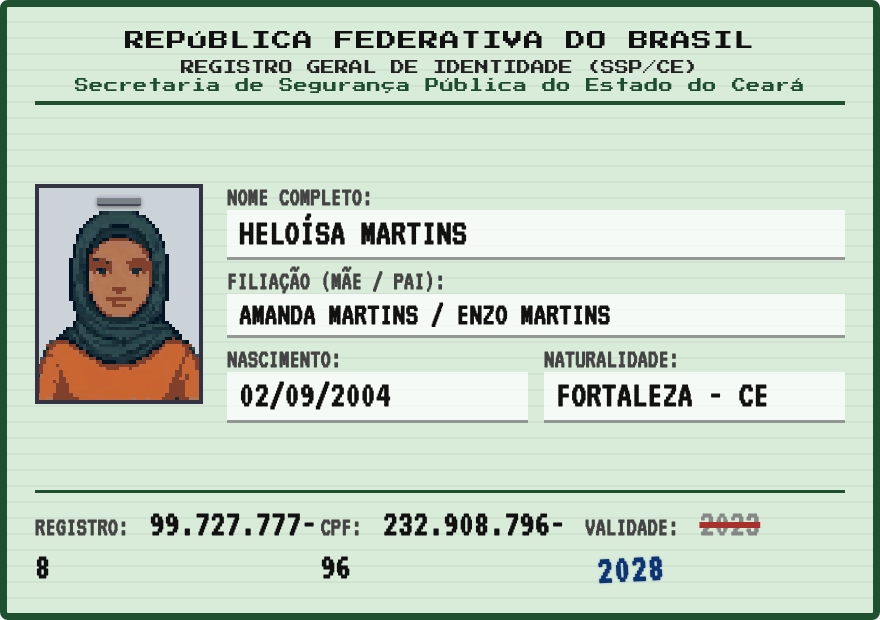 REPúBLICA FEDERATIVA DO BRASIL
REGISTRO GERAL DE IDENTIDADE (SSP/CE)
Secretaria de Segurança Pública do Estado do Ceará
NOME COMPLETO:
HELOÍSA MARTINS
FILIAÇÃO (MÃE / PAI):
AMANDA MARTINS / ENZO MARTINS
NASCIMENTO: NATURALIDADE:
02/09/2004 FORTALEZA - CE
REGISTRO: 99.727.777-8
CPF: 232.908.796-96
VALIDADE: 2023
2028